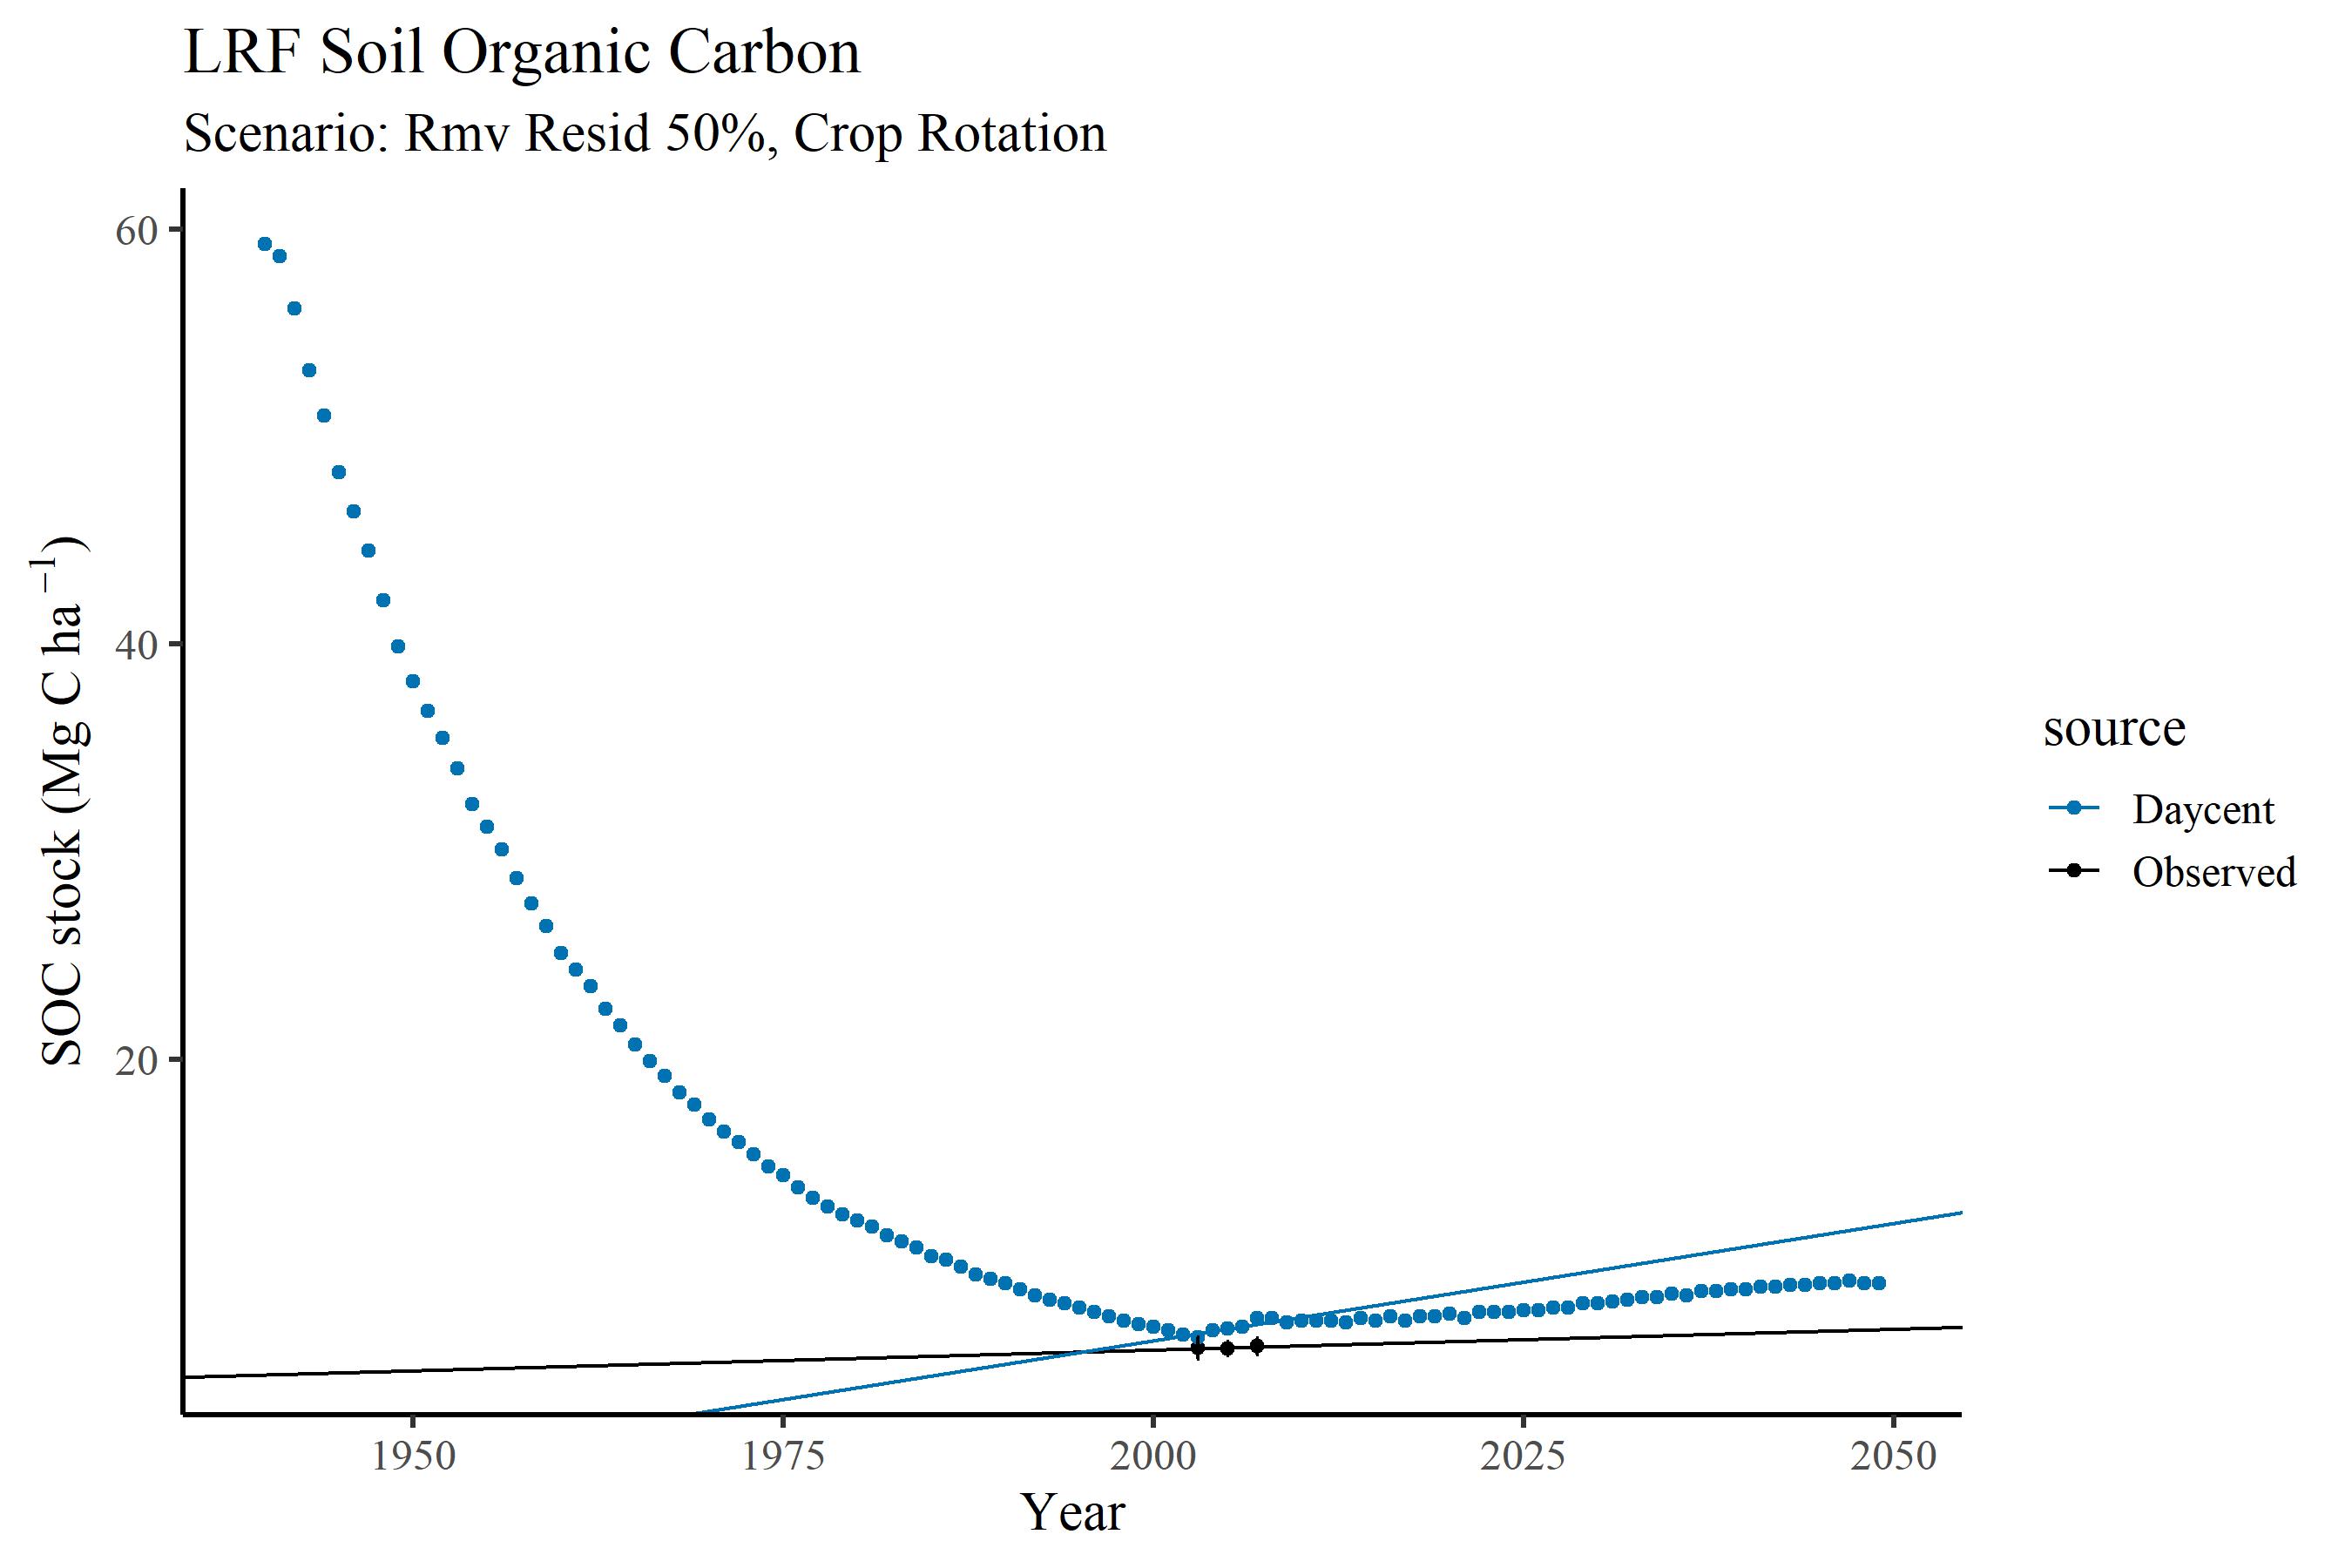 LRF Soil Organic Carbon
Scenario: Rmv Resid 50%, Crop Rotation
SOC stock (Mg C ha ⁻¹)
60
40
20
1950 1975 2000 2025 2050
Year
source
Daycent
Observed